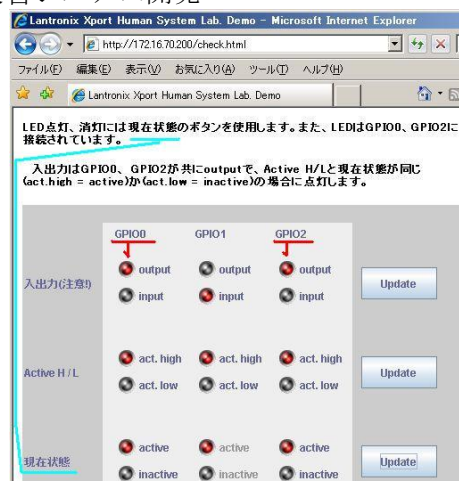 Lantronix Xport Human System Lab. Demo - Microsoft Internet Explorer
http://172.16.70.200/check.html
ファイル(F) 編集(E) 表示(V) お気に入り(A) ツール(T) ヘルプ(H)
Lantronix Xport Human System Lab. Demo
LED点灯、消灯には現在状態のボタンを使用します。また、LEDはGPIO0、GPIO2に
接続されています。
入出力はGPIO0、GPIO2が共にoutputで、Active H/Lと現在状態が同じ
(act.high = active)か(act.low = inactive)の場合に点灯します。
GPIO0 GPIO1 GPIO2
入出力(注意!) output output output Update
input input input
Active H / L act. high act. high act. high Update
act. low act. low act. low
現在状態 active active active Update
inactive inactive inactive